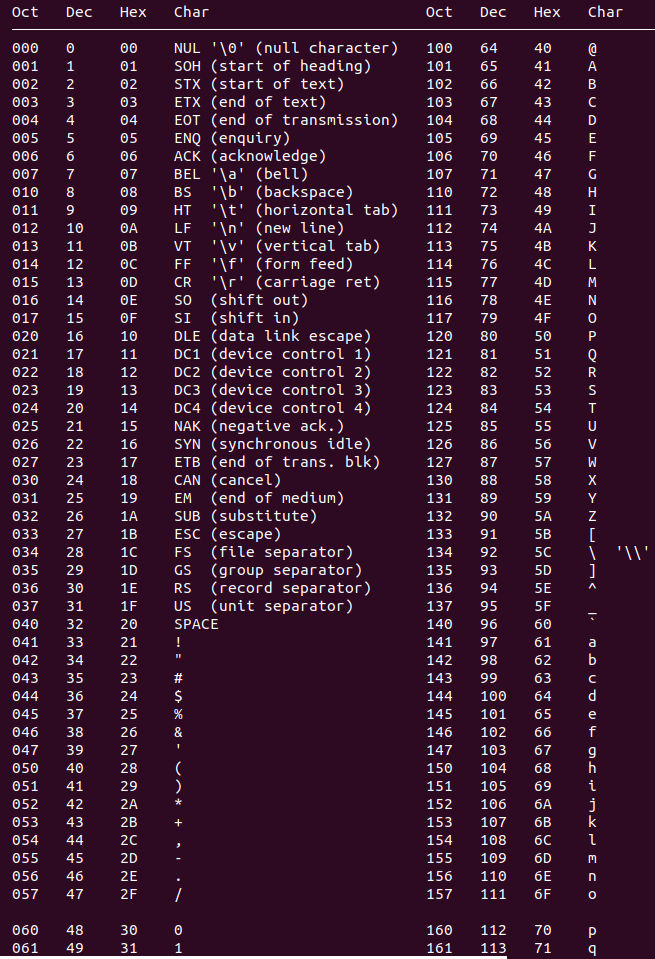 Oct   Dec   Hex   Char                        Oct   Dec   Hex   Char
000   0     00    NUL '\0' (null character)   100   64    40    @
001   1     01    SOH (start of heading)      101   65    41    A
002   2     02    STX (start of text)         102   66    42    B
003   3     03    ETX (end of text)           103   67    43    C
004   4     04    EOT (end of transmission)   104   68    44    D
005   5     05    ENQ (enquiry)               105   69    45    E
006   6     06    ACK (acknowledge)           106   70    46    F
007   7     07    BEL '\a' (bell)             107   71    47    G
010   8     08    BS  '\b' (backspace)        110   72    48    H
011   9     09    HT  '\t' (horizontal tab)   111   73    49    I
012   10    0A    LF  '\n' (new line)         112   74    4A    J
013   11    0B    VT  '\v' (vertical tab)     113   75    4B    K
014   12    0C    FF  '\f' (form feed)        114   76    4C    L
015   13    0D    CR  '\r' (carriage ret)     115   77    4D    M
016   14    0E    SO  (shift out)             116   78    4E    N
017   15    0F    SI  (shift in)              117   79    4F    O
020   16    10    DLE (data link escape)      120   80    50    P
021   17    11    DC1 (device control 1)      121   81    51    Q
022   18    12    DC2 (device control 2)      122   82    52    R
023   19    13    DC3 (device control 3)      123   83    53    S
024   20    14    DC4 (device control 4)      124   84    54    T
025   21    15    NAK (negative ack.)         125   85    55    U
026   22    16    SYN (synchronous idle)      126   86    56    V
027   23    17    ETB (end of trans. blk)     127   87    57    W
030   24    18    CAN (cancel)                130   88    58    X
031   25    19    EM  (end of medium)         131   89    59    Y
032   26    1A    SUB (substitute)            132   90    5A    Z
033   27    1B    ESC (escape)                133   91    5B    [
034   28    1C    FS  (file separator)        134   92    5C    \  '\\'
035   29    1D    GS  (group separator)       135   93    5D    ]
036   30    1E    RS  (record separator)      136   94    5E    ^
037   31    1F    US  (unit separator)        137   95    5F    _
040   32    20    SPACE                       140   96    60    `
041   33    21    !                           141   97    61    a
042   34    22    "                           142   98    62    b
043   35    23    #                           143   99    63    c
044   36    24    $                           144   100   64    d
045   37    25    %                           145   101   65    e
046   38    26    &                           146   102   66    f
047   39    27    '                           147   103   67    g
050   40    28    (                           150   104   68    h
051   41    29    )                           151   105   69    i
052   42    2A    *                           152   106   6A    j
053   43    2B    +                           153   107   6B    k
054   44    2C    ,                           154   108   6C    l
055   45    2D    -                           155   109   6D    m
056   46    2E    .                           156   110   6E    n
057   47    2F    /                           157   111   6F    o
060   48    30    0                           160   112   70    p
061   49    31    1                           161   113   71    q